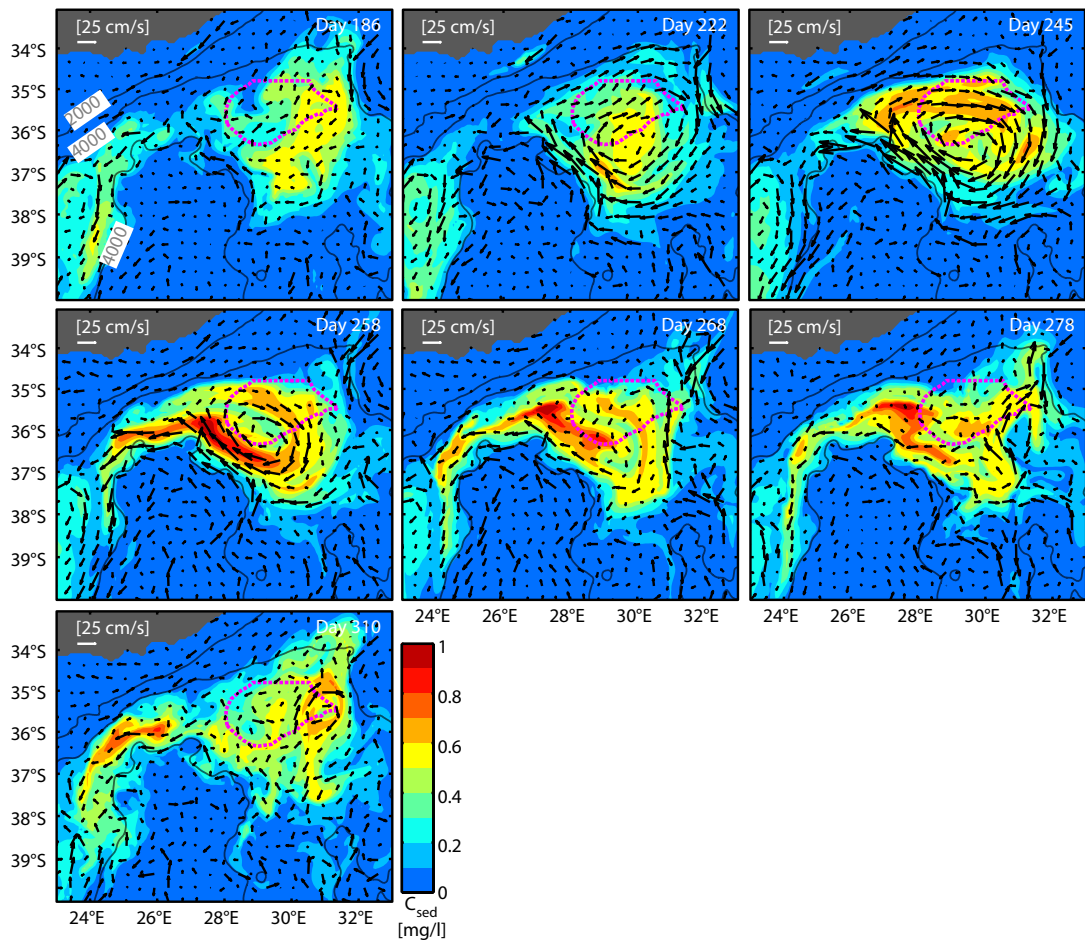 [25 cm/s] Day 186 [25 cm/s] Day 222 [25 cm/s] Day 245
34°S
35°S
36°S
37°S
38°S
39°S
2000
4000
4000
[25 cm/s] Day 258 [25 cm/s] Day 268 [25 cm/s] Day 278
34°S
35°S
36°S
37°S
38°S
39°S
24°E 26°E 28°E 30°E 32°E 24°E 26°E 28°E 30°E 32°E
[25 cm/s] Day 310
34°S
35°S
36°S
37°S
38°S
39°S
24°E 26°E 28°E 30°E 32°E
1
0.8
0.6
0.4
0.2
0
C_sed
[mg/l]